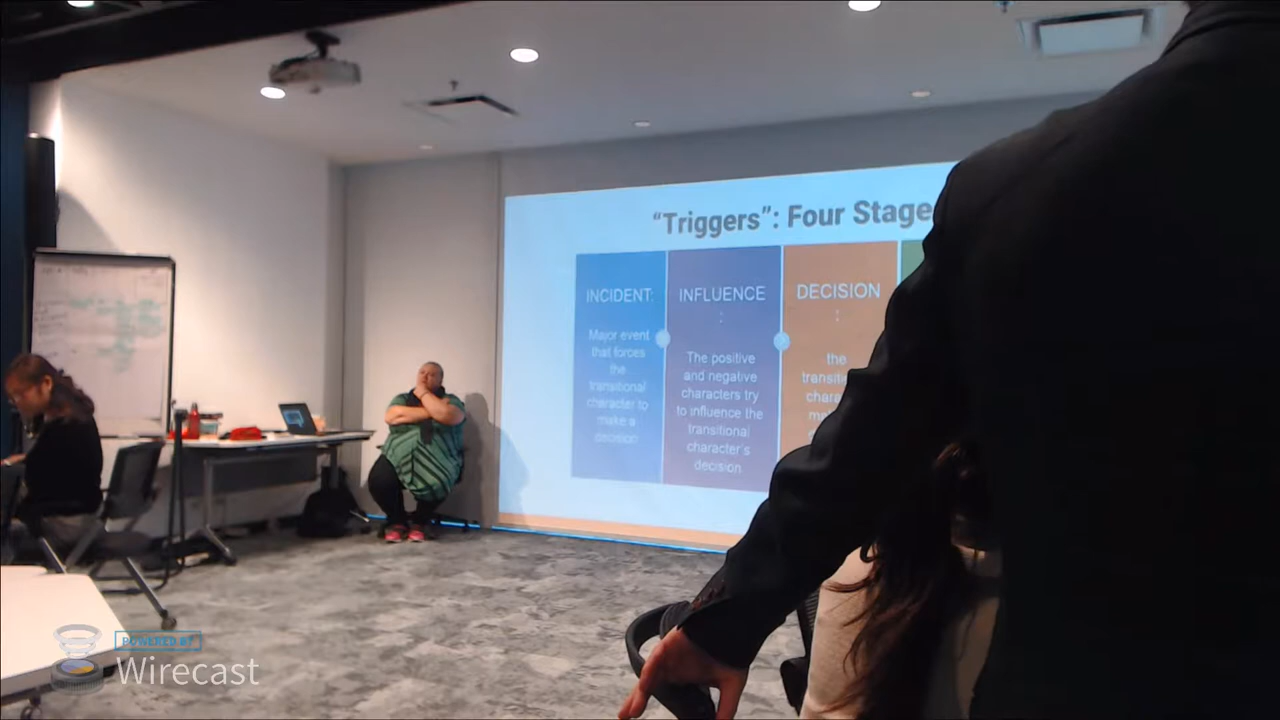 "Triggers": Four Stage
INCIDENT:
Major event
that forces
the
transitional
character to
make a
decision
INFLUENCE
:
The positive
and negative
characters try
to influence the
transitional
character's
decision
DECISION
:
the
POWERED BY
Wirecast